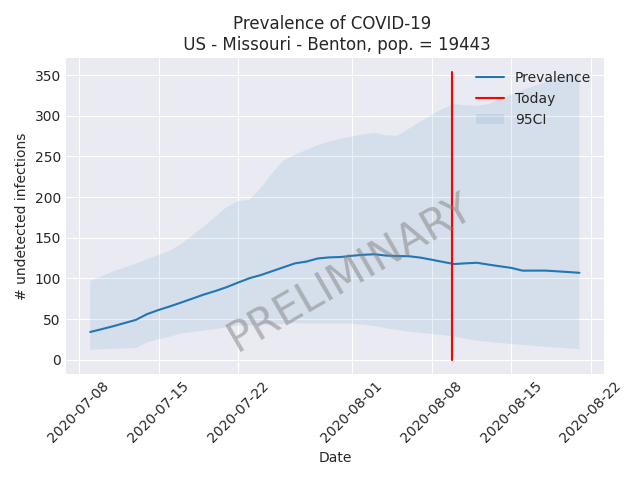 Prevalence of COVID-19
US - Missouri - Benton, pop. = 19443
350
300
250
200
150
100
50
0
# undetected infections
Prevalence
Today
95CI
PRELIMINARY
2020-07-08
2020-07-15
2020-07-22
2020-08-01
2020-08-08
2020-08-15
2020-08-22
Date